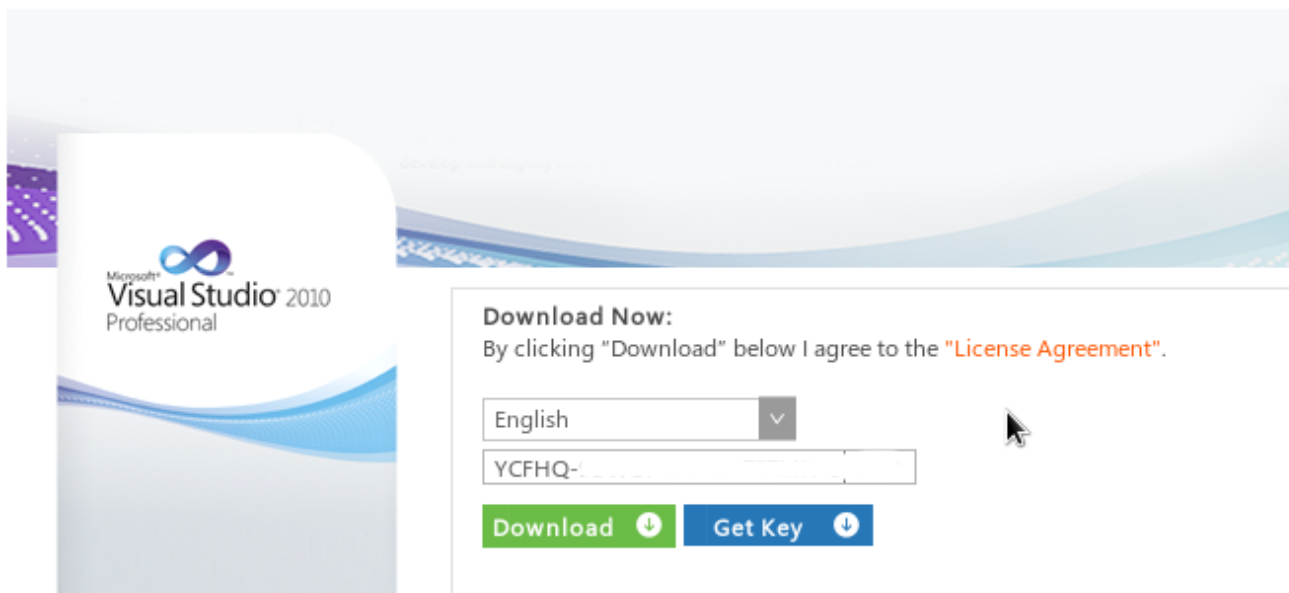 Microsoft®
Visual Studio® 2010
Professional
Download Now:
By clicking "Download" below I agree to the "License Agreement".
English
YCFHQ-
Download
Get Key